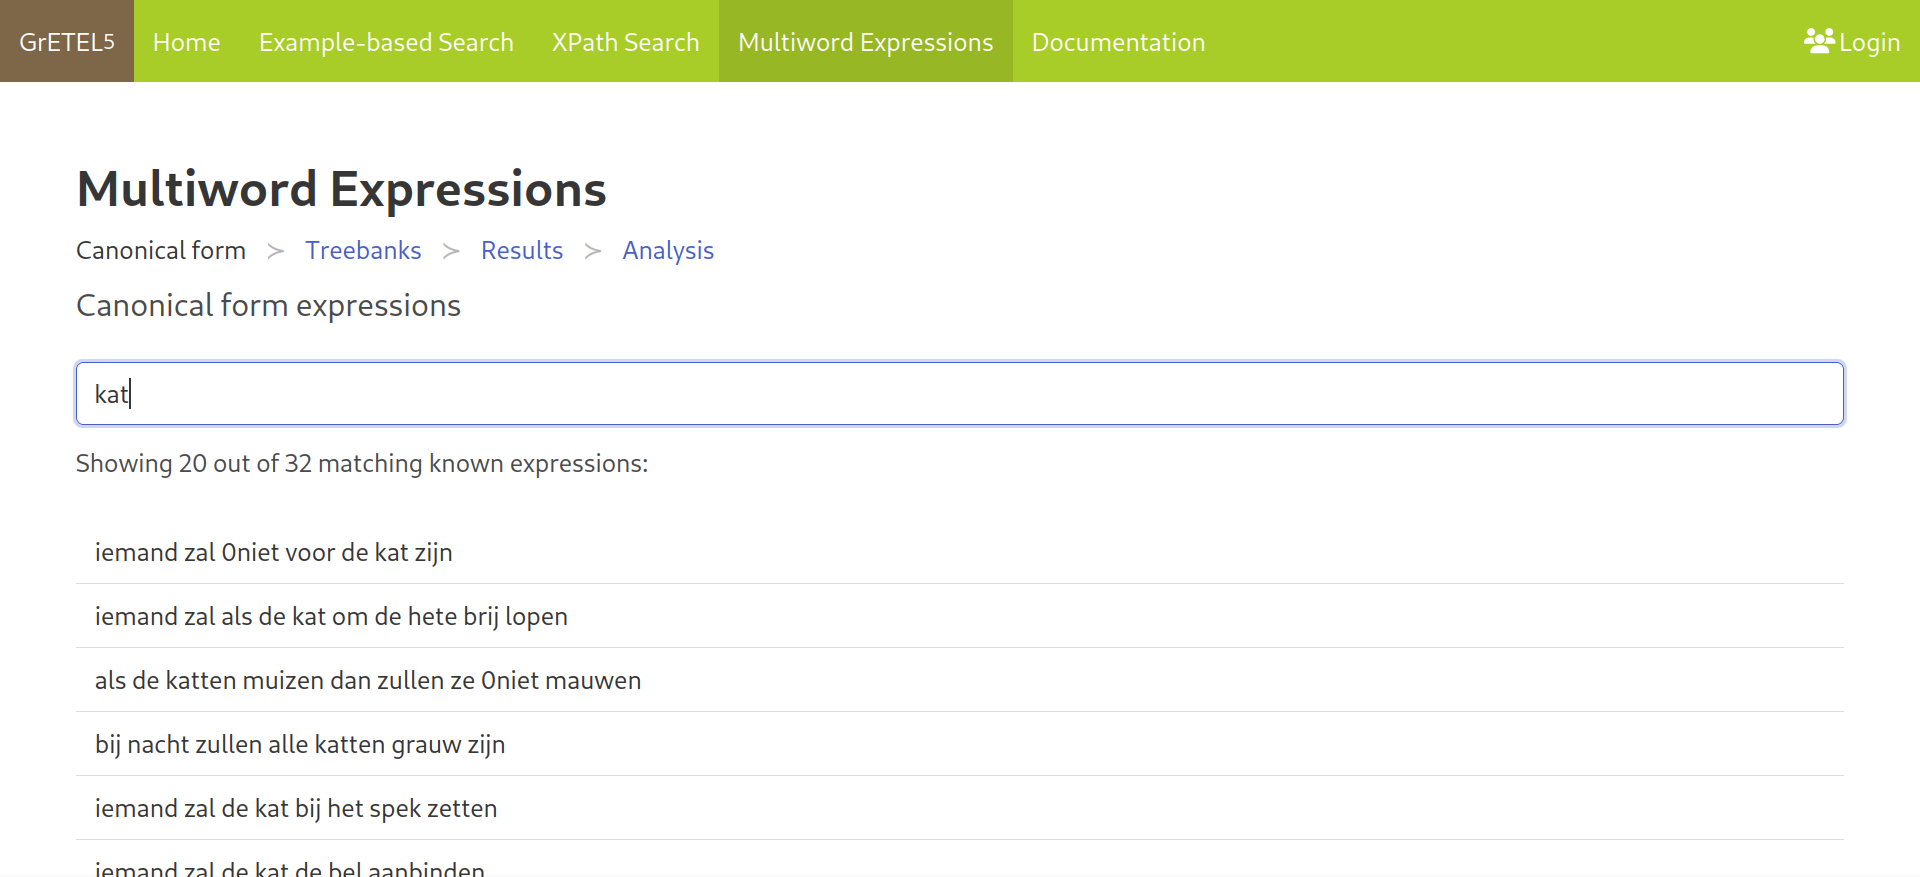 GrETEL5 Home Example-based Search XPath Search Multiword Expressions Documentation Login
Multiword Expressions
Canonical form > Treebanks > Results > Analysis
Canonical form expressions
kat
Showing 20 out of 32 matching known expressions:
iemand zal 0niet voor de kat zijn
iemand zal als de kat om de hete brij lopen
als de katten muizen dan zullen ze 0niet mauwen
bij nacht zullen alle katten grauw zijn
iemand zal de kat bij het spek zetten
iemand zal de kat de bel aanbinden